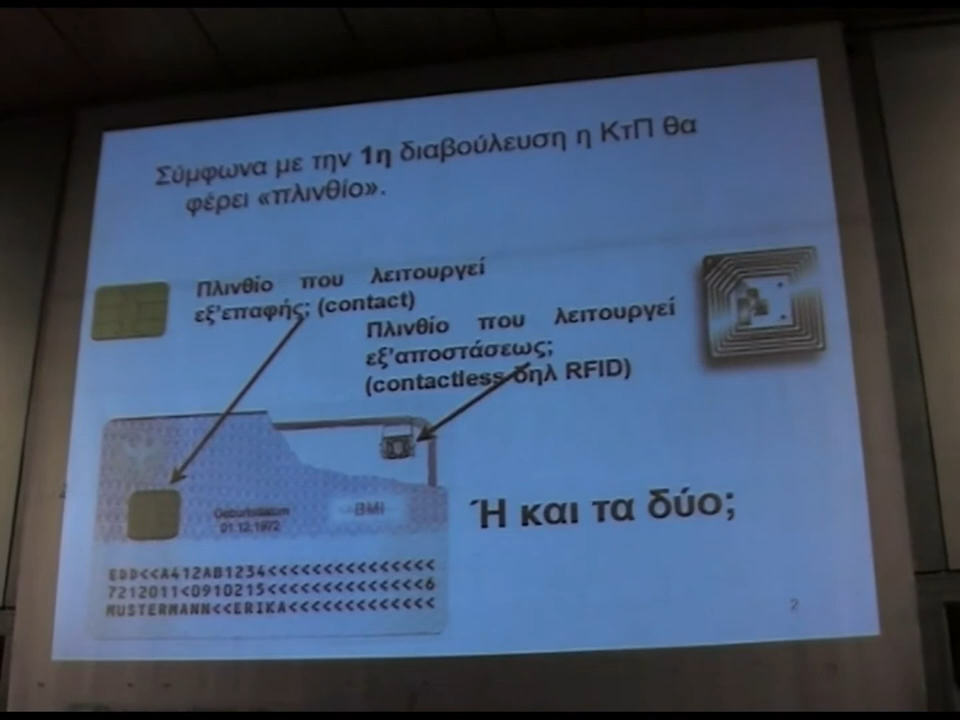 Σύμφωνα με την 1η διαβούλευση η ΚτΠ θα
φέρει «πλινθίο».
Πλινθίο που λειτουργεί
εξ'επαφής; (contact)
Πλινθίο που λειτουργεί
εξ'αποστάσεως;
(contactless δηλ RFID)
Geburtsdatum
01.12.1972
BMI
Ή και τα δύο;
EDD<<A412AB1234<<<<<<<<<<<<<<<
7212011<0910215<<<<<<<<<<<<<<6
MUSTERMANN<<ERIKA<<<<<<<<<<<<<
2